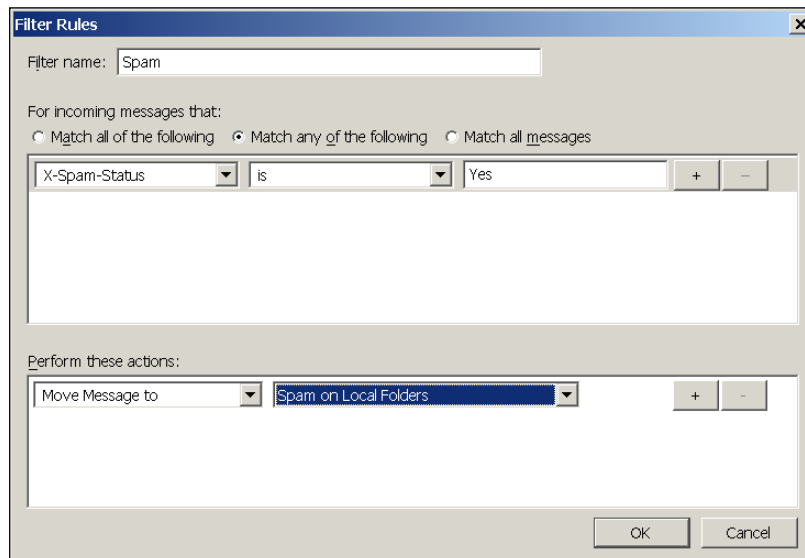 Filter Rules
Filter name: Spam
For incoming messages that:
Match all of the following Match any of the following Match all messages
X-Spam-Status is Yes + –
Perform these actions:
Move Message to Spam on Local Folders + -
OK Cancel